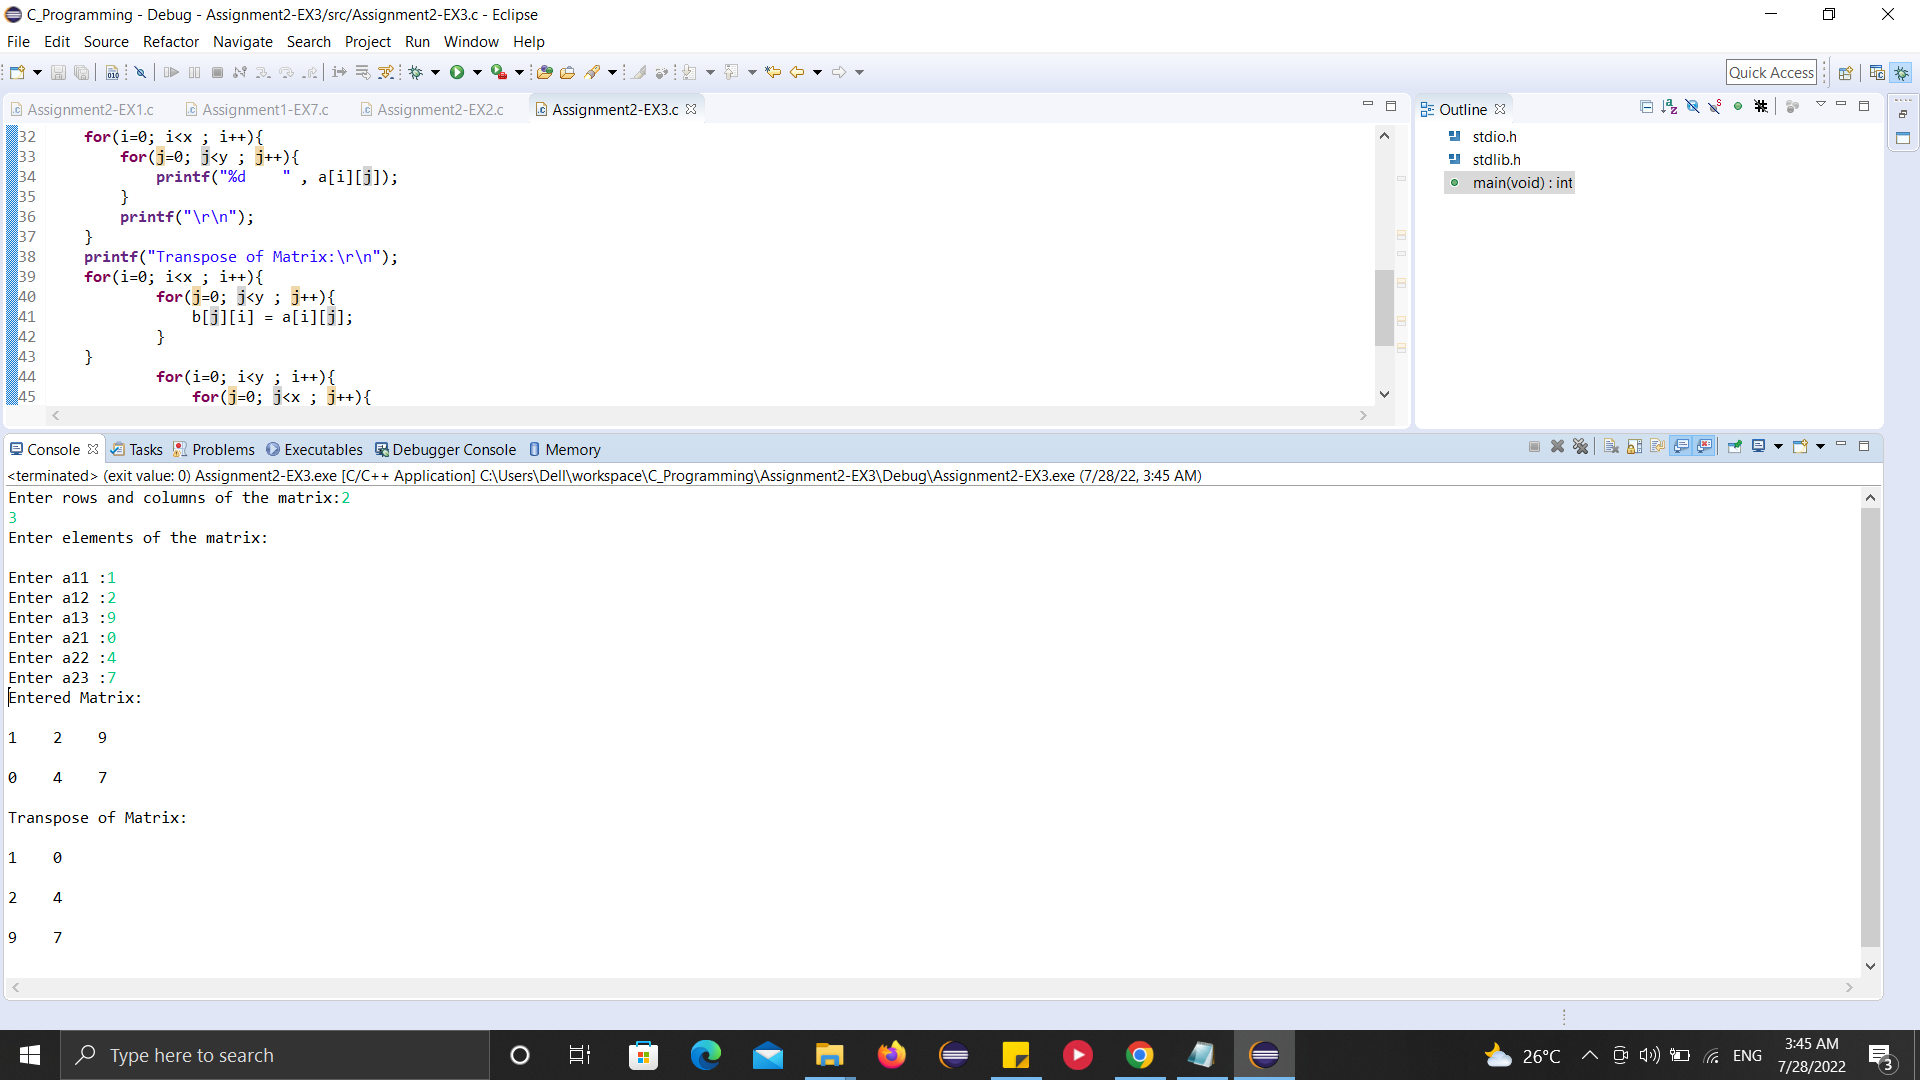 C_Programming - Debug - Assignment2-EX3/src/Assignment2-EX3.c - Eclipse
File Edit Source Refactor Navigate Search Project Run Window Help
Quick Access
Assignment2-EX1.c Assignment1-EX7.c Assignment2-EX2.c Assignment2-EX3.c
32 for(i=0; i<x ; i++){
33 for(j=0; j<y ; j++){
34 printf("%d    " , a[i][j]);
35 }
36 printf("\r\n");
37 }
38 printf("Transpose of Matrix:\r\n");
39 for(i=0; i<x ; i++){
40 for(j=0; j<y ; j++){
41 b[j][i] = a[i][j];
42 }
43 }
44 for(i=0; i<y ; i++){
45 for(j=0; j<x ; j++){
Outline
stdio.h
stdlib.h
main(void) : int
Console Tasks Problems Executables Debugger Console Memory
<terminated> (exit value: 0) Assignment2-EX3.exe [C/C++ Application] C:\Users\Dell\workspace\C_Programming\Assignment2-EX3\Debug\Assignment2-EX3.exe (7/28/22, 3:45 AM)
Enter rows and columns of the matrix:2
3
Enter elements of the matrix:
Enter a11 :1
Enter a12 :2
Enter a13 :9
Enter a21 :0
Enter a22 :4
Enter a23 :7
Entered Matrix:
1    2    9
0    4    7
Transpose of Matrix:
1    0
2    4
9    7
Type here to search
26°C
ENG
3:45 AM
7/28/2022
3